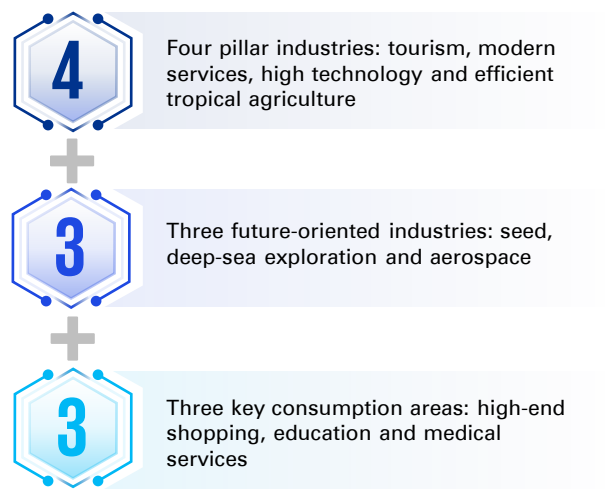 4
Four pillar industries: tourism, modern
services, high technology and efficient
tropical agriculture
3
Three future-oriented industries: seed,
deep-sea exploration and aerospace
3
Three key consumption areas: high-end
shopping, education and medical
services